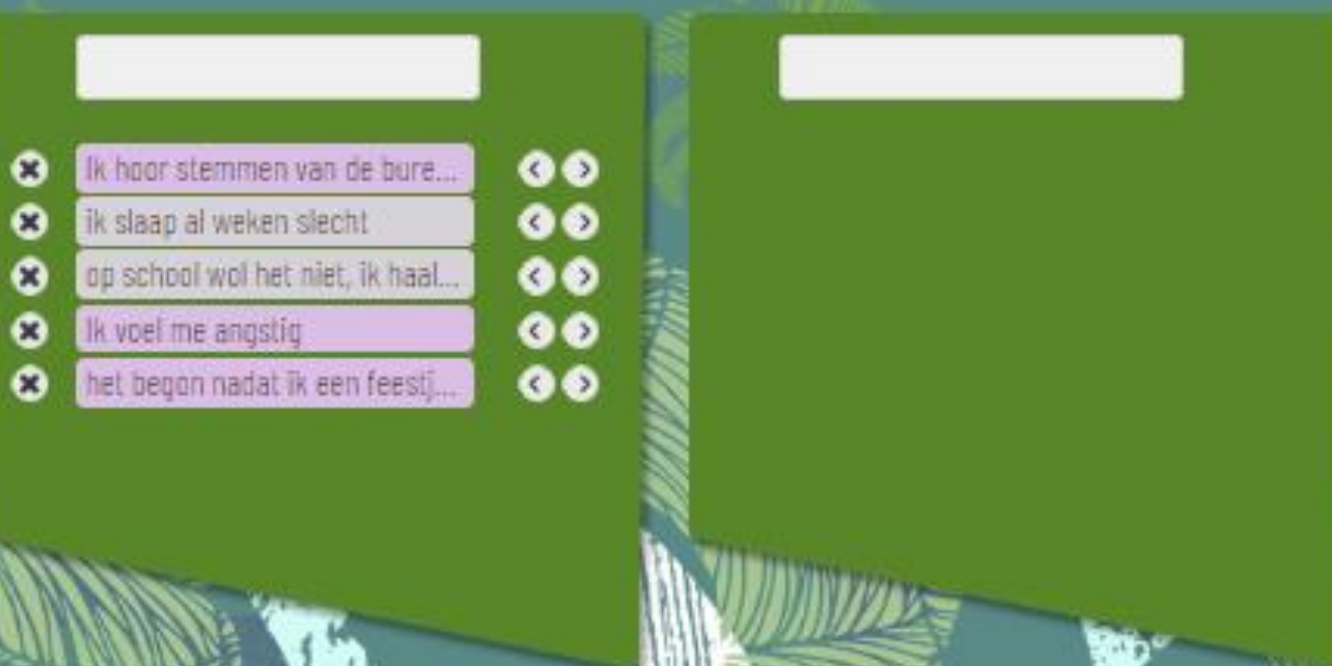 Ik hoor stemmen van de bure...
ik slaap al weken slecht
op school wol het niet, ik haal...
Ik voel me angstig
het begon nadat ik een feestj...